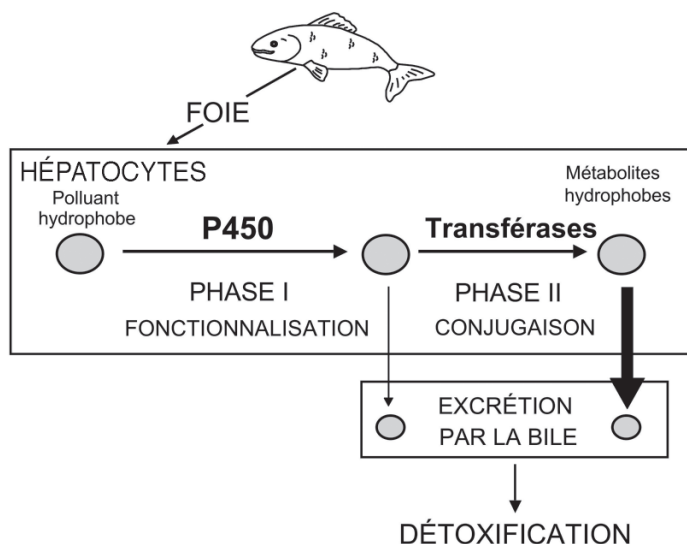 FOIE
HÉPATOCYTES
Polluant
hydrophobe
P450
PHASE I
FONCTIONNALISATION
Transférases
PHASE II
CONJUGAISON
Métabolites
hydrophobes
EXCRÉTION
PAR LA BILE
DÉTOXIFICATION